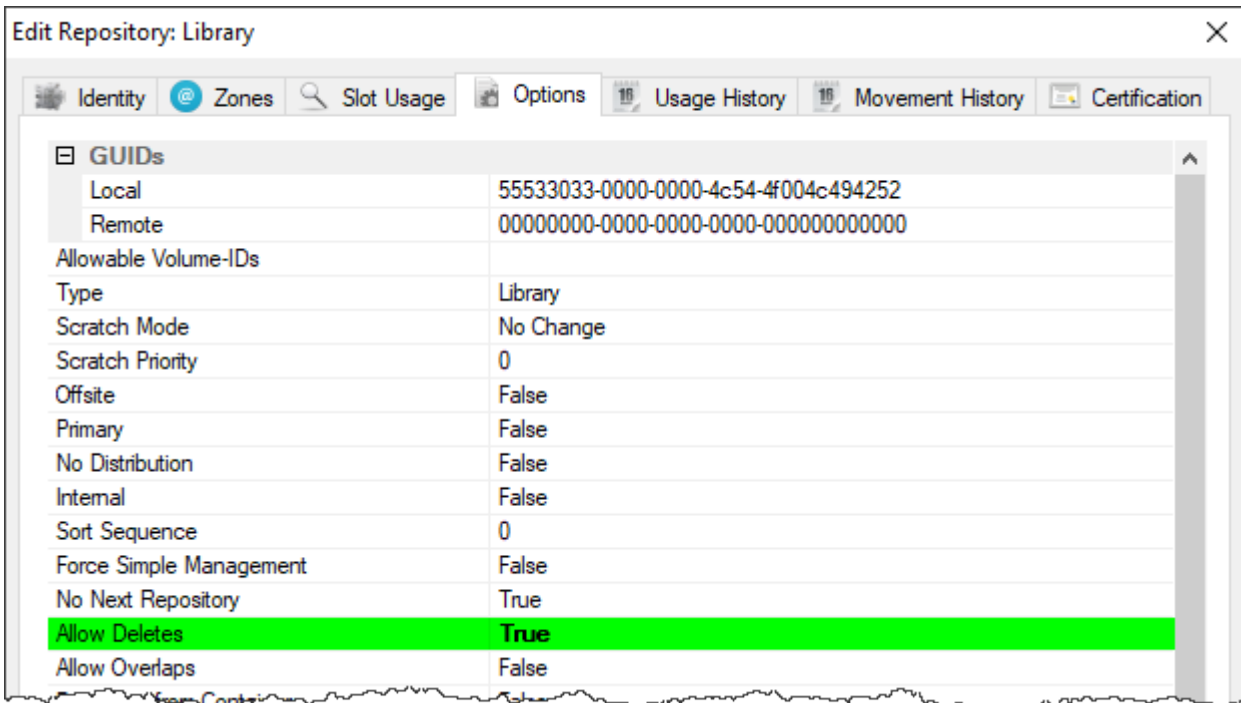 Edit Repository: Library
Identity Zones Slot Usage Options 16 Usage History 16 Movement History Certification
GUIDs
Local 55533033-0000-0000-4c54-4f004c494252
Remote 00000000-0000-0000-0000-000000000000
Allowable Volume-IDs
Type Library
Scratch Mode No Change
Scratch Priority 0
Offsite False
Primary False
No Distribution False
Internal False
Sort Sequence 0
Force Simple Management False
No Next Repository True
Allow Deletes True
Allow Overlaps False
from